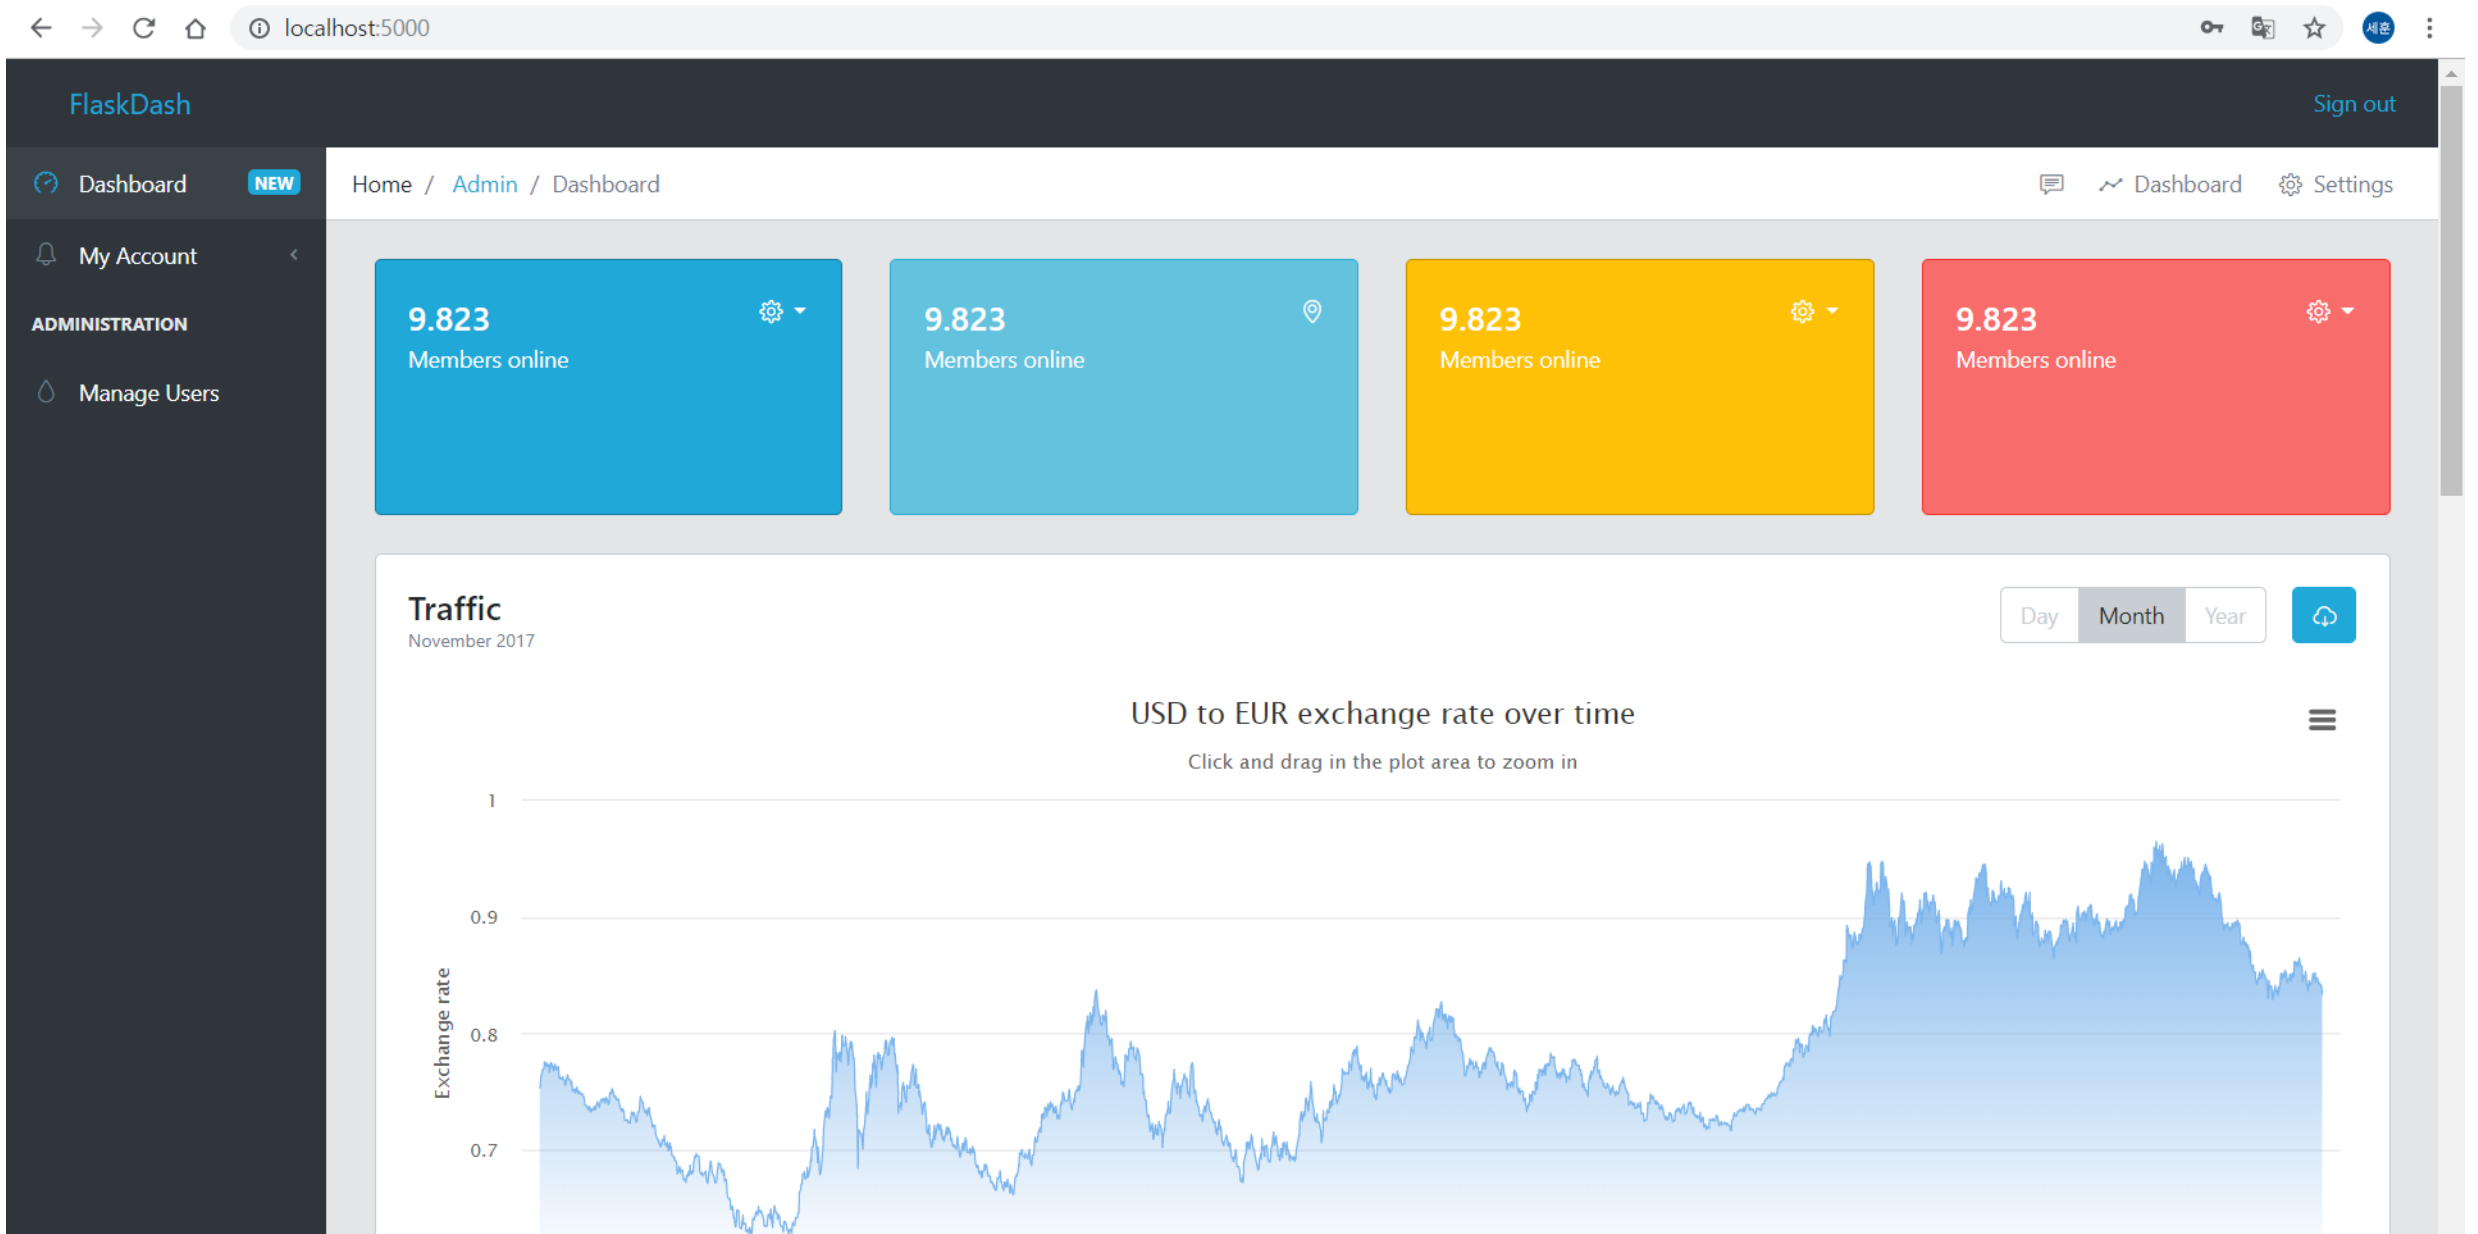 localhost:5000
세훈
FlaskDash
Sign out
Dashboard NEW
Home / Admin / Dashboard
Dashboard
Settings
My Account
ADMINISTRATION
Manage Users
9.823
Members online
9.823
Members online
9.823
Members online
9.823
Members online
Traffic
November 2017
Day Month Year
USD to EUR exchange rate over time
Click and drag in the plot area to zoom in
Exchange rate
1
0.9
0.8
0.7